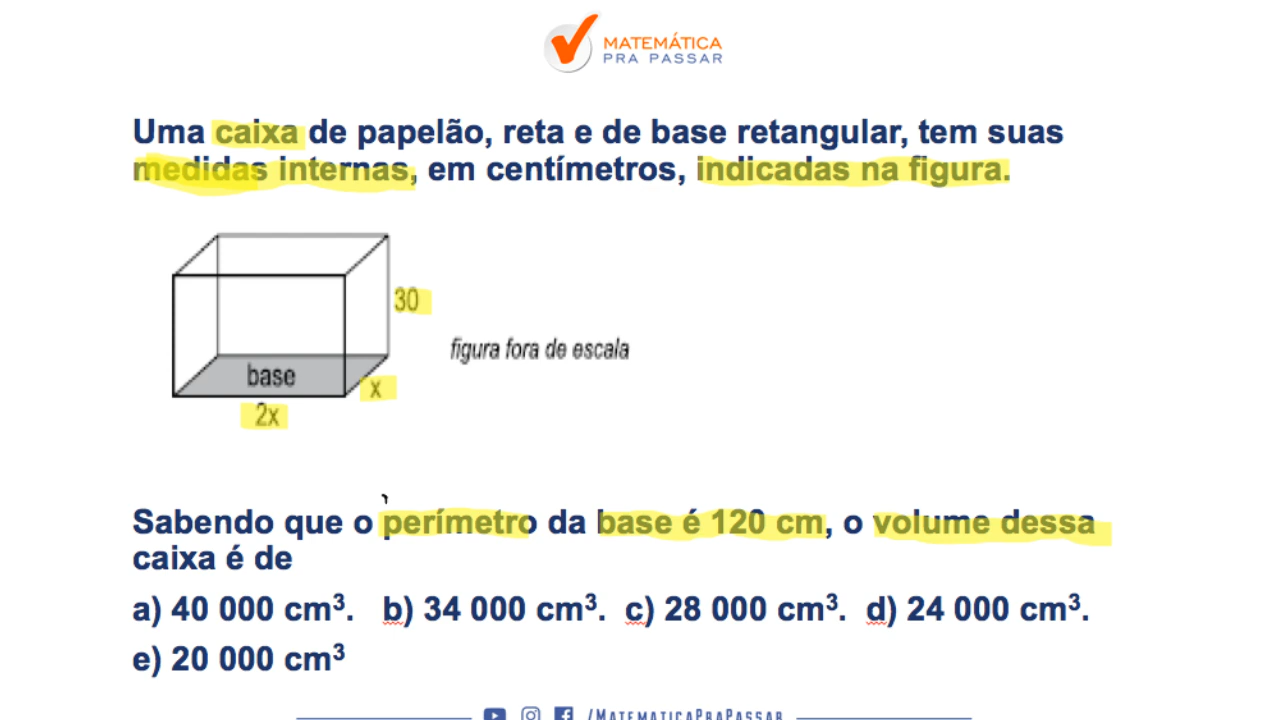 MATEMÁTICA
PRA PASSAR
Uma caixa de papelão, reta e de base retangular, tem suas
medidas internas, em centímetros, indicadas na figura.
30
figura fora de escala
base
x
2x
Sabendo que o perímetro da base é 120 cm, o volume dessa
caixa é de
a) 40 000 cm³. b) 34 000 cm³. c) 28 000 cm³. d) 24 000 cm³.
e) 20 000 cm³
/MATEMATICAPRAPASSAR